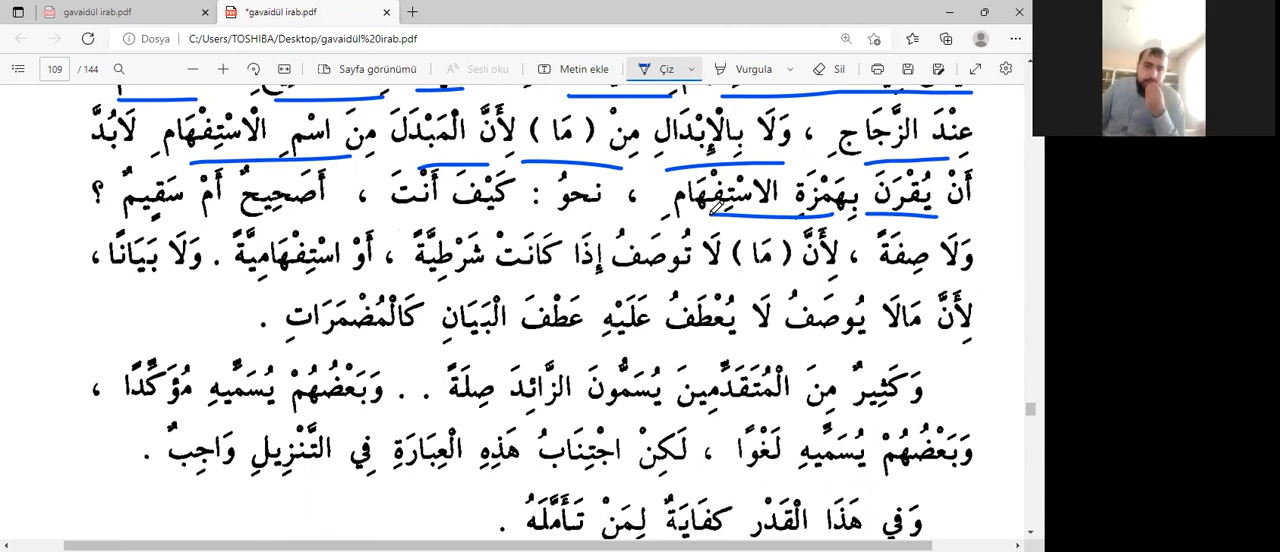 gavaidül irab.pdf
*gavaidül irab.pdf
Dosya C:/Users/TOSHIBA/Desktop/gavaidül%20irab.pdf
109 / 144 Sayfa görünümü Sesli oku Metin ekle Çiz Vurgula Sil
عِنْدَ الزَّجَاجِ ، وَلَا بِالْإِبْدَالِ مِنْ ( مَا ) لِأَنَّ الْمَبْدَلَ مِنَ اسْمِ الْاسْتِفْهَامِ لَابُدَّ
أَنْ يُقْرَنَ بِهَمْزَةِ الاسْتِفْهَامِ ، نحوُ : كَيْفَ أَنْتَ ، أَصَحِيحٌ أَمْ سَقِيمٌ ؟
وَلَا صِفَةً ، لِأَنَّ ( مَا ) لَا تُوصَفُ إِذَا كَانَتْ شَرْطِيَّةً ، أَوْ اسْتِفْهَامِيَّةً . وَلَا بَيَانًا ،
لِأَنَّ مَالَا يُوصَفُ لَا يُعْطَفُ عَلَيْهِ عَطْفَ الْبَيَانِ كَالْمُضْمَرَاتِ .
وَكَثِيرٌ مِنَ الْمُتَقَدِّمِينَ يُسَمُّونَ الزَّائِدَ صِلَةً . . وَبَعْضُهُمْ يُسَمِّيهِ مُؤَكِّدًا ،
وَبَعْضُهُمْ يُسَمِّيهِ لَغْوًا ، لَكِنْ اجْتِنَابُ هَذِهِ الْعِبَارَةِ فِي التَّنْزِيلِ وَاجِبٌ .
وَفِي هَذَا الْقَدْرِ كفَايَةٌ لِمَنْ تَأَمَّلَهُ .